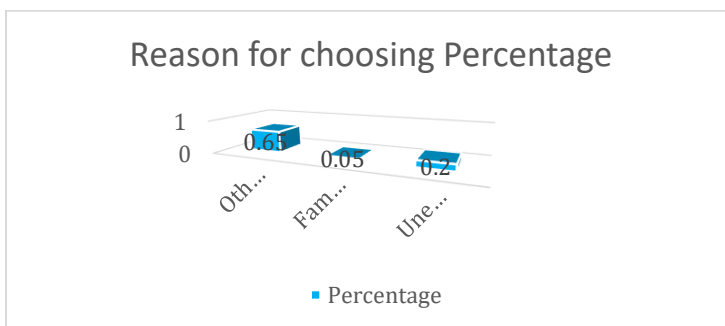 Reason for choosing Percentage
1
0
0.65
0.05
0.2
Oth...
Fam...
Une...
Percentage